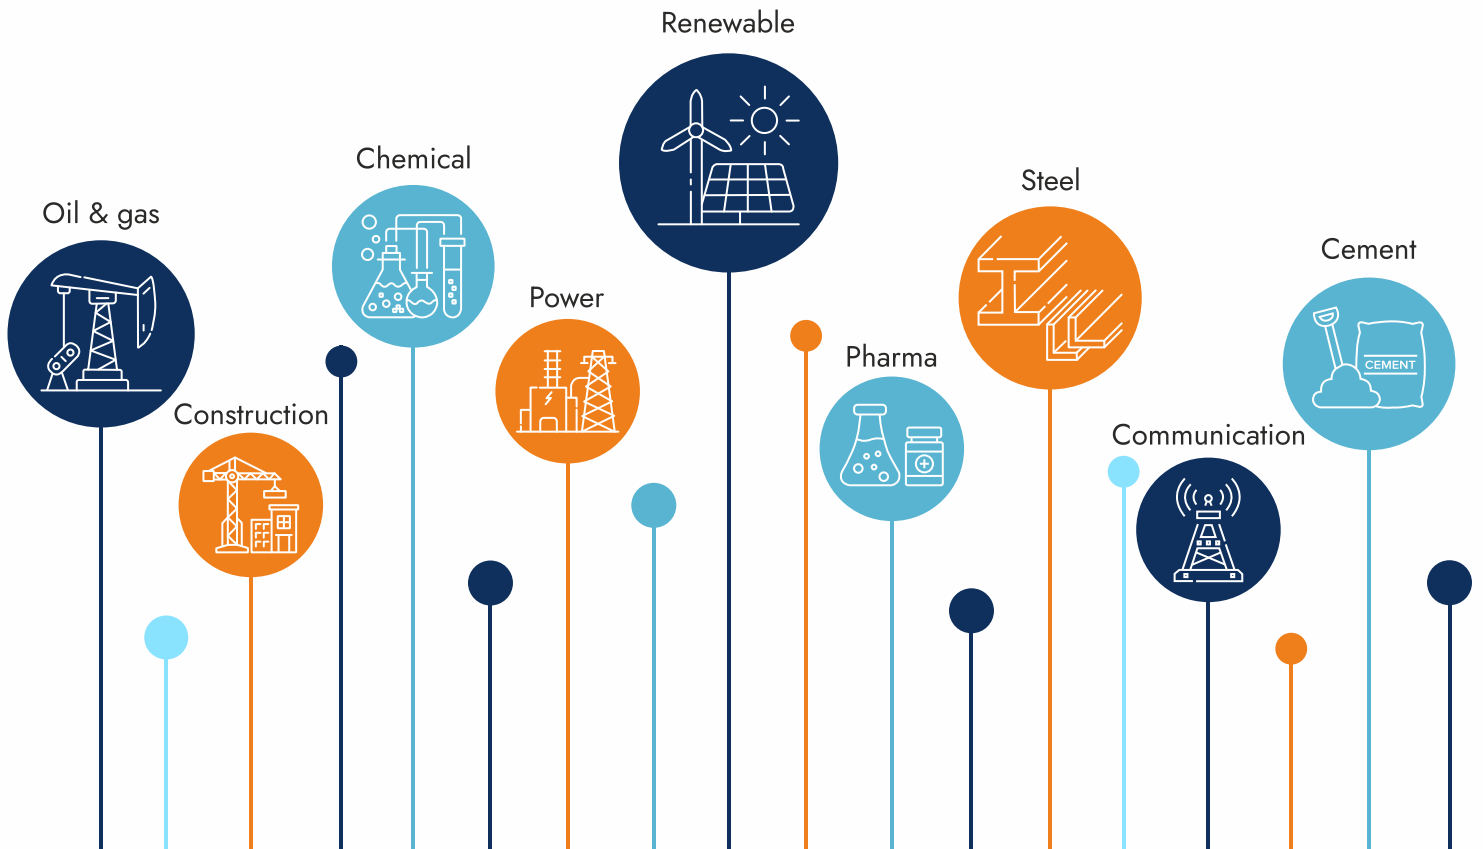 Renewable
Chemical
Steel
Oil & gas
Cement
Power
Pharma
CEMENT
Construction
Communication